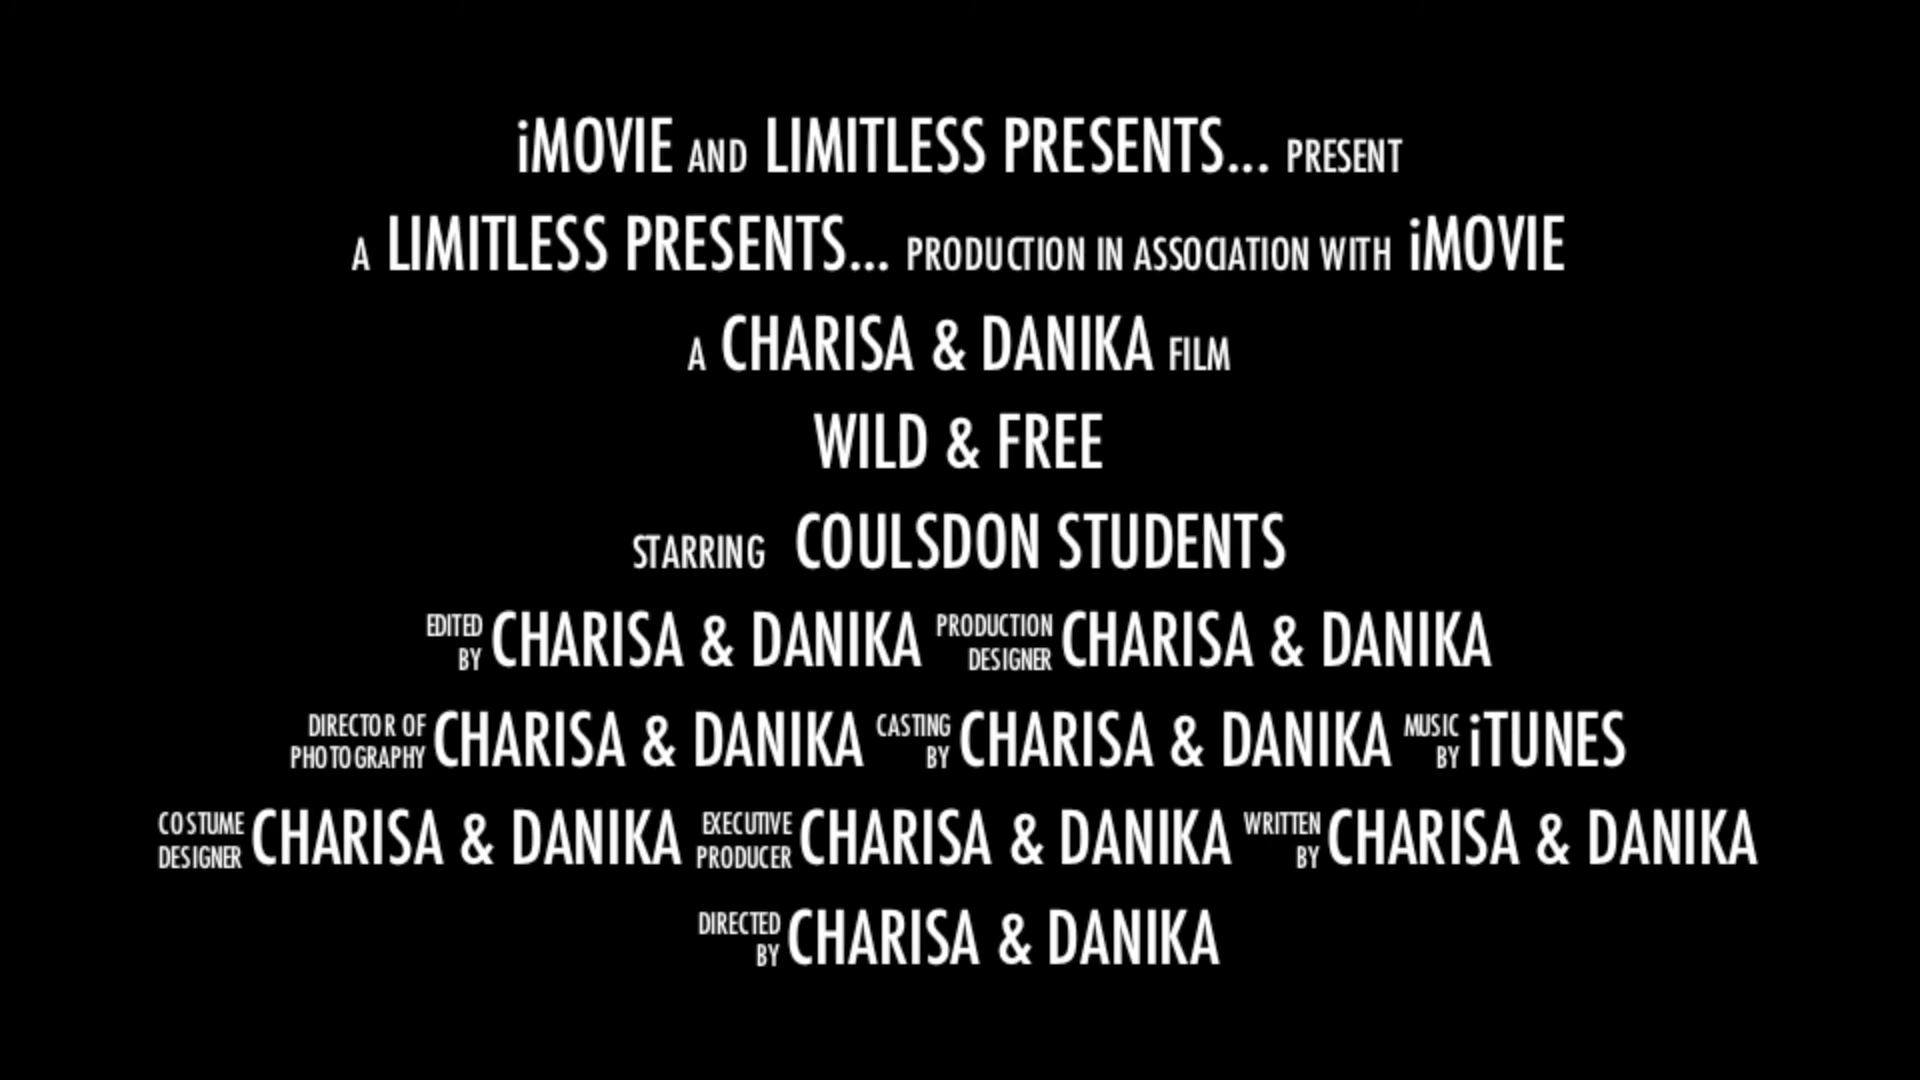 iMOVIE AND LIMITLESS PRESENTS... PRESENT
A LIMITLESS PRESENTS... PRODUCTION IN ASSOCIATION WITH iMOVIE
A CHARISA & DANIKA FILM
WILD & FREE
STARRING COULSDON STUDENTS
EDITED BY CHARISA & DANIKA PRODUCTION DESIGNER CHARISA & DANIKA
DIRECTOR OF PHOTOGRAPHY CHARISA & DANIKA CASTING BY CHARISA & DANIKA MUSIC BY iTUNES
COSTUME DESIGNER CHARISA & DANIKA EXECUTIVE PRODUCER CHARISA & DANIKA WRITTEN BY CHARISA & DANIKA
DIRECTED BY CHARISA & DANIKA